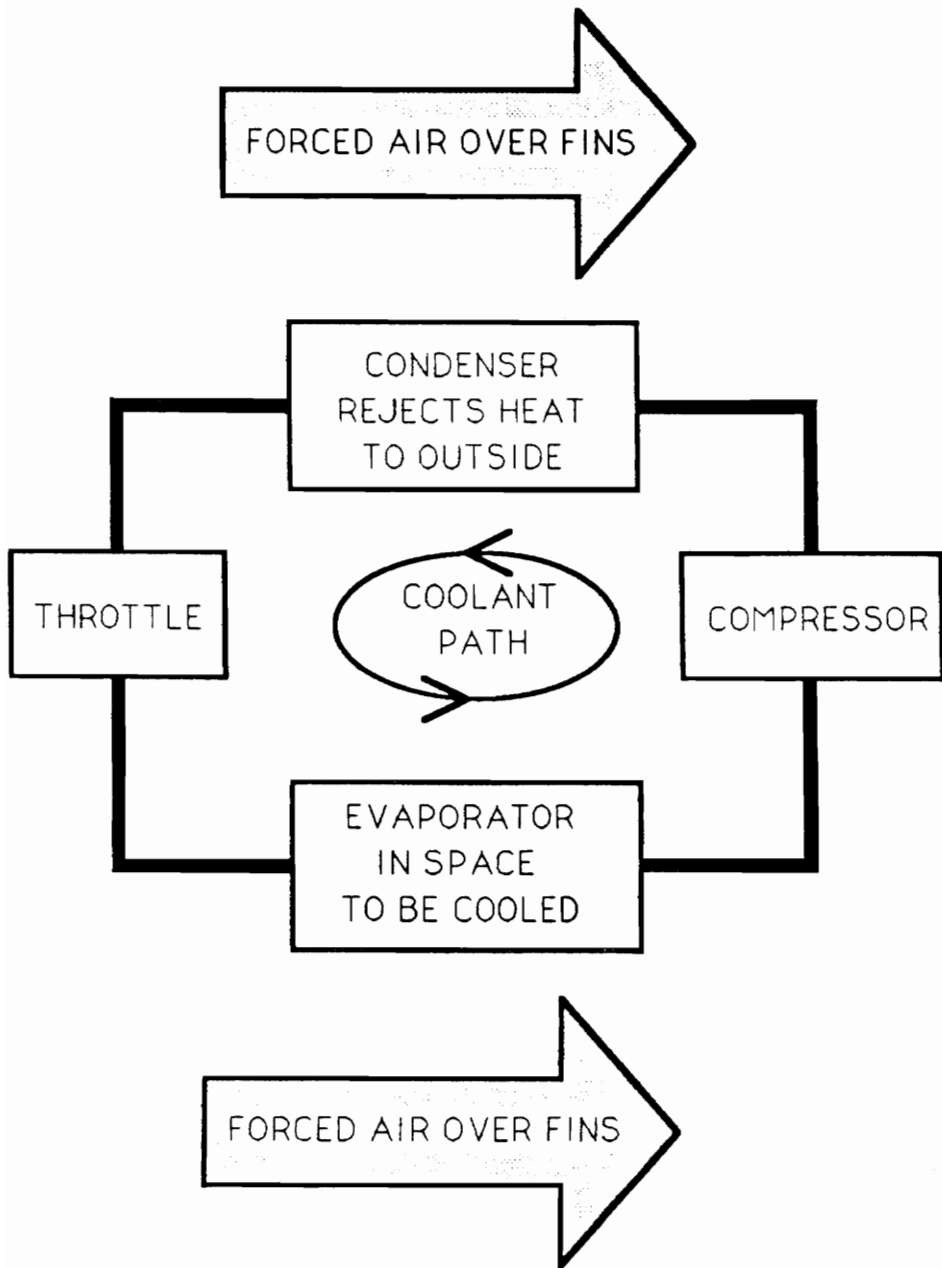 FORCED AIR OVER FINS
CONDENSER
REJECTS HEAT
TO OUTSIDE
THROTTLE
COOLANT
PATH
COMPRESSOR
EVAPORATOR
IN SPACE
TO BE COOLED
FORCED AIR OVER FINS